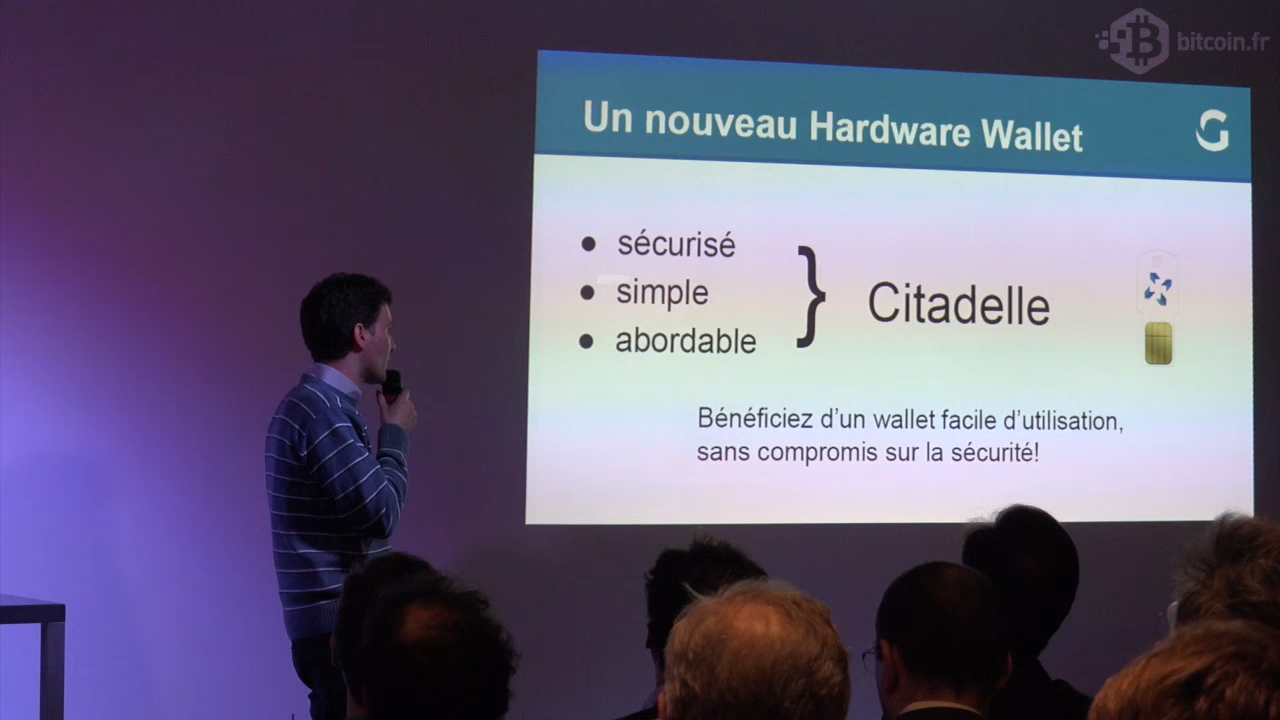 bitcoin.fr
Un nouveau Hardware Wallet
• sécurisé
• simple
• abordable
} Citadelle
Bénéficiez d'un wallet facile d'utilisation,
sans compromis sur la sécurité!